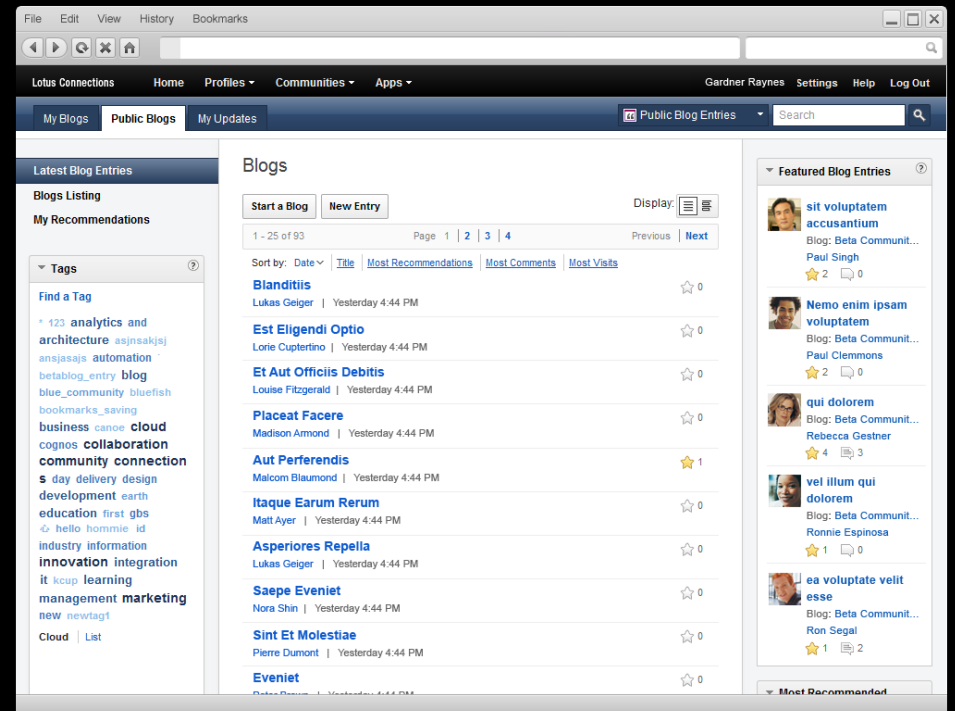 File Edit View History Bookmarks
Lotus Connections Home Profiles Communities Apps Gardner Raynes Settings Help Log Out
My Blogs Public Blogs My Updates Public Blog Entries Search
Latest Blog Entries
Blogs Listing
My Recommendations
Tags
Find a Tag
* 123 analytics and
architecture asjnsakjsj
ansjasajs automation
betablog_entry blog
blue_community bluefish
bookmarks_saving
business canoe cloud
cognos collaboration
community connection
s day delivery design
development earth
education first gbs
hello hommie id
industry information
innovation integration
it kcup learning
management marketing
new newtag1
Cloud List
Blogs
Start a Blog New Entry Display:
1 - 25 of 93 Page 1 2 3 4 Previous Next
Sort by: Date Title Most Recommendations Most Comments Most Visits
Blanditiis 0
Lukas Geiger | Yesterday 4:44 PM
Est Eligendi Optio 0
Lorie Cuptertino | Yesterday 4:44 PM
Et Aut Officiis Debitis 0
Louise Fitzgerald | Yesterday 4:44 PM
Placeat Facere 0
Madison Armond | Yesterday 4:44 PM
Aut Perferendis 1
Malcom Blaumond | Yesterday 4:44 PM
Itaque Earum Rerum 0
Matt Ayer | Yesterday 4:44 PM
Asperiores Repella 0
Lukas Geiger | Yesterday 4:44 PM
Saepe Eveniet 0
Nora Shin | Yesterday 4:44 PM
Sint Et Molestiae 0
Pierre Dumont | Yesterday 4:44 PM
Eveniet 0
Yesterday 4:44 PM
Featured Blog Entries
sit voluptatem
accusantium
Blog: Beta Communit...
Paul Singh
2 0
Nemo enim ipsam
voluptatem
Blog: Beta Communit...
Paul Clemmons
2 0
qui dolorem
Blog: Beta Communit...
Rebecca Gestner
4 3
vel illum qui
dolorem
Blog: Beta Communit...
Ronnie Espinosa
1 0
ea voluptate velit
esse
Blog: Beta Communit...
Ron Segal
1 2
Most Recommended